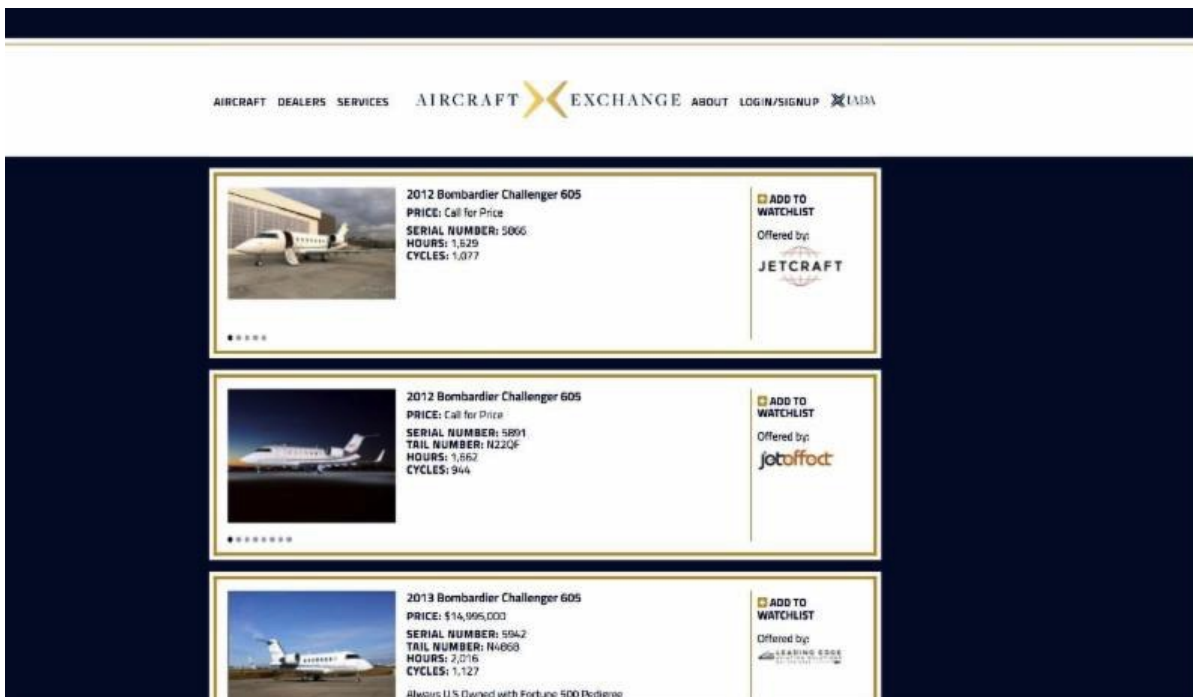 AIRCRAFT DEALERS SERVICES AIRCRAFT EXCHANGE ABOUT LOGIN/SIGNUP IADA
2012 Bombardier Challenger 605
PRICE: Call for Price
SERIAL NUMBER: 5866
HOURS: 1,629
CYCLES: 1,077
ADD TO
WATCHLIST
Offered by:
JETCRAFT
2012 Bombardier Challenger 605
PRICE: Call for Price
SERIAL NUMBER: 5891
TAIL NUMBER: N22QF
HOURS: 1,662
CYCLES: 944
ADD TO
WATCHLIST
Offered by:
jeteffect
2013 Bombardier Challenger 605
PRICE: $14,995,000
SERIAL NUMBER: 5942
TAIL NUMBER: N4868
HOURS: 2,016
CYCLES: 1,127
Always U.S Owned with Fortune 500 Pedigree
ADD TO
WATCHLIST
Offered by:
LEADING EDGE